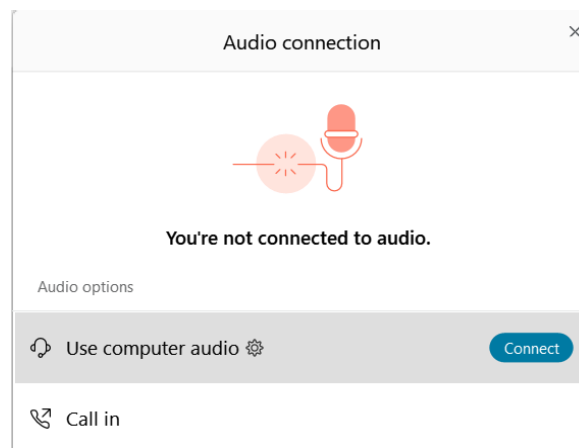 Audio connection
You're not connected to audio.
Audio options
Use computer audio
Connect
Call in